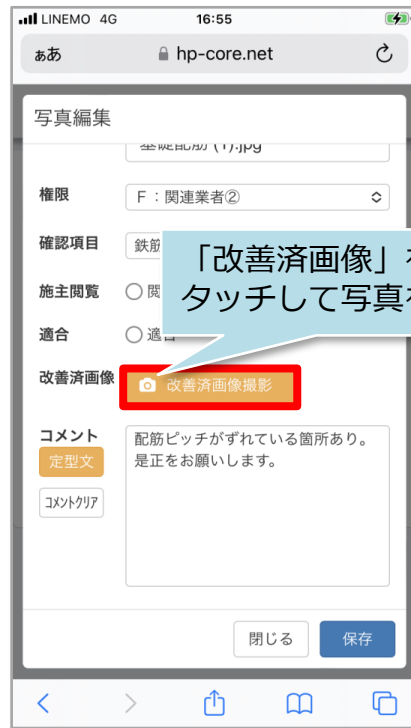 LINEMO 4G 16:55
ぁあ hp-core.net
写真編集
基礎配筋 (1).jpg
権限 F：関連業者②
確認項目 鉄筋
「改善済画像」
タッチして写真
施主閲覧 閲
適合
改善済画像 改善済画像撮影
コメント
定型文
コメントクリア
配筋ピッチがずれている箇所あり。
是正をお願いします。
閉じる 保存